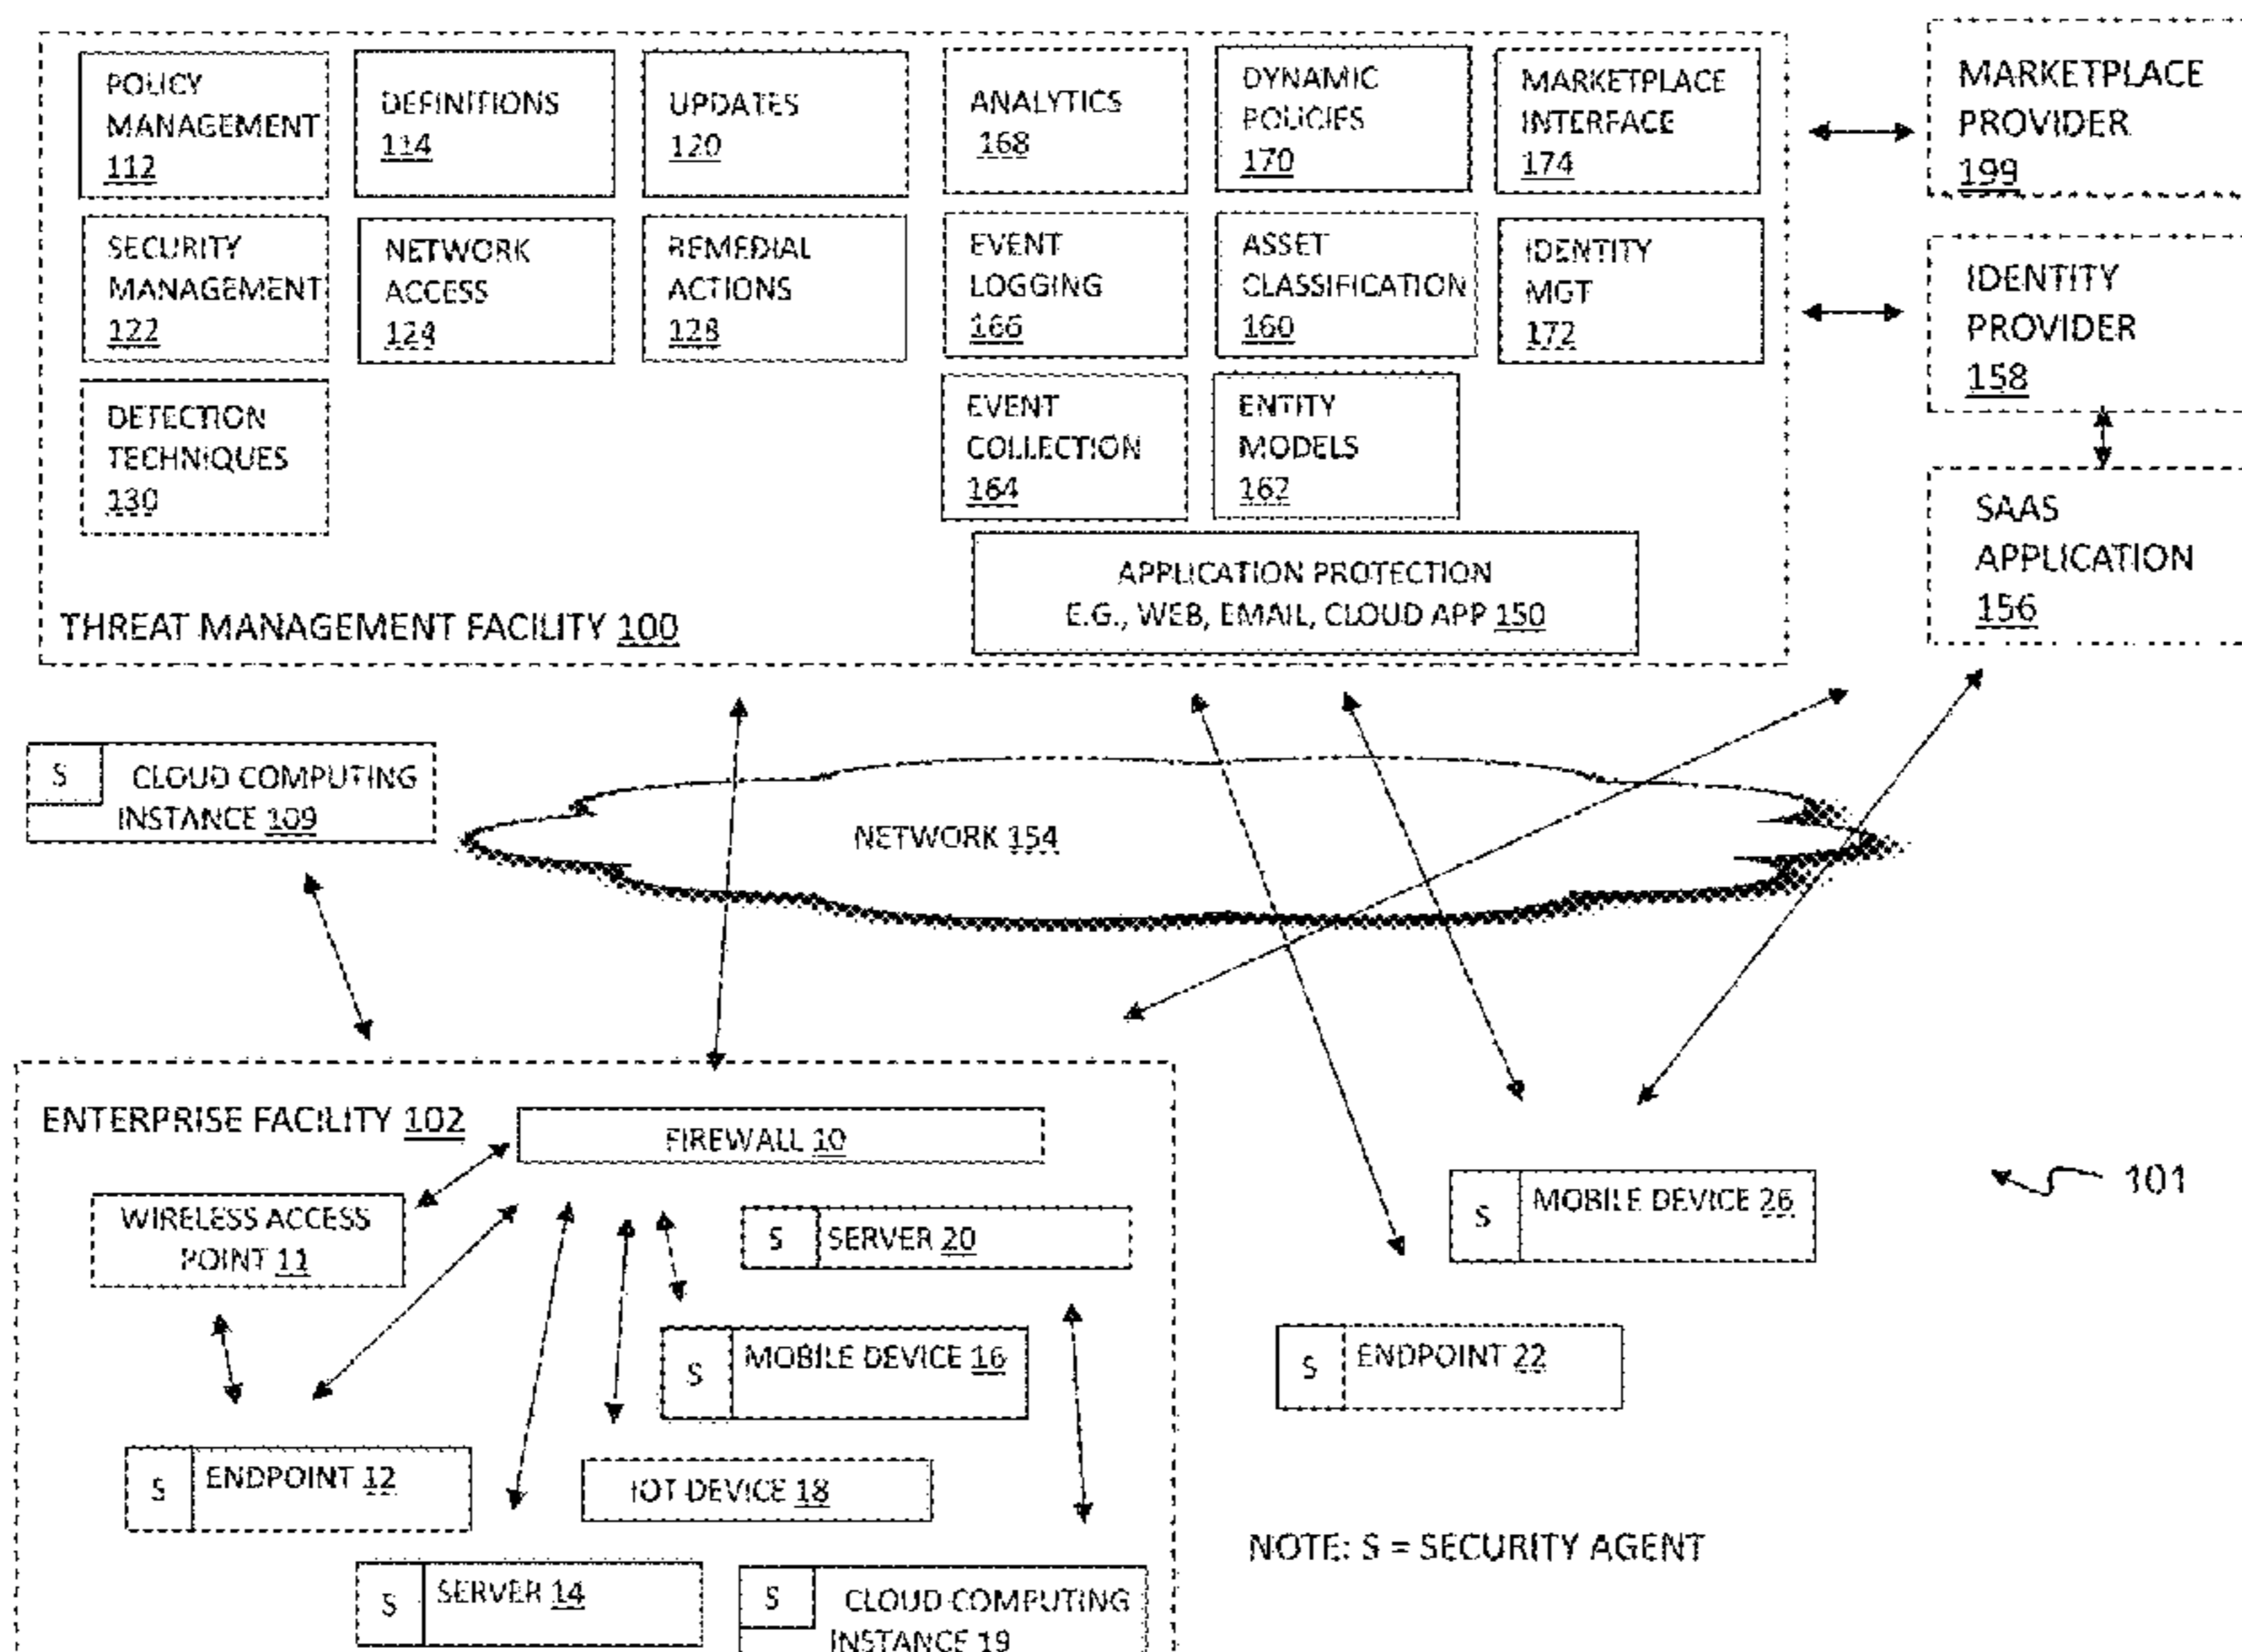 POLICY
MANAGEMENT
112
DEFINITIONS
114
UPDATES
120
ANALYTICS
168
DYNAMIC
POLICIES
170
MARKETPLACE
INTERFACE
174
MARKETPLACE
PROVIDER
199
SECURITY
MANAGEMENT
122
NETWORK
ACCESS
124
REMEDIAL
ACTIONS
128
EVENT
LOGGING
166
ASSET
CLASSIFICATION
160
IDENTITY
MGT
172
IDENTITY
PROVIDER
158
DETECTION
TECHNIQUES
130
EVENT
COLLECTION
164
ENTITY
MODELS
162
SAAS
APPLICATION
156
APPLICATION PROTECTION
E.G., WEB, EMAIL, CLOUD APP 150
THREAT MANAGEMENT FACILITY 100
S CLOUD COMPUTING
INSTANCE 109
NETWORK 154
ENTERPRISE FACILITY 102
FIREWALL 10
WIRELESS ACCESS
POINT 11
S SERVER 20
S MOBILE DEVICE 26
101
S MOBILE DEVICE 16
S ENDPOINT 22
S ENDPOINT 12
IOT DEVICE 18
NOTE: S = SECURITY AGENT
S SERVER 14
S CLOUD COMPUTING
INSTANCE 19